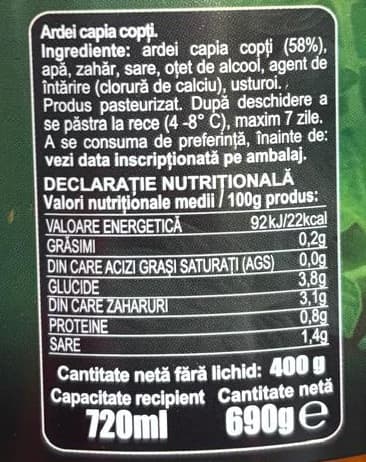 Ardei capia copți.
Ingrediente: ardei capia copți (58%),
apă, zahăr, sare, oțet de alcool, agent de
întărire (clorură de calciu), usturoi.
Produs pasteurizat. După deschidere a
se păstra la rece (4 -8° C), maxim 7 zile.
A se consuma de preferință, înainte de:
vezi data inscripționată pe ambalaj.
DECLARAȚIE NUTRIȚIONALĂ
Valori nutriționale medii / 100g produs:
VALOARE ENERGETICĂ 92kJ/22kcal
GRĂSIMI 0,2g
DIN CARE ACIZI GRAȘI SATURAȚI (AGS) 0,0g
GLUCIDE 3,8g
DIN CARE ZAHARURI 3,1g
PROTEINE 0,8g
SARE 1,4g
Cantitate netă fără lichid: 400 g
Capacitate recipient Cantitate netă
720ml 690g e